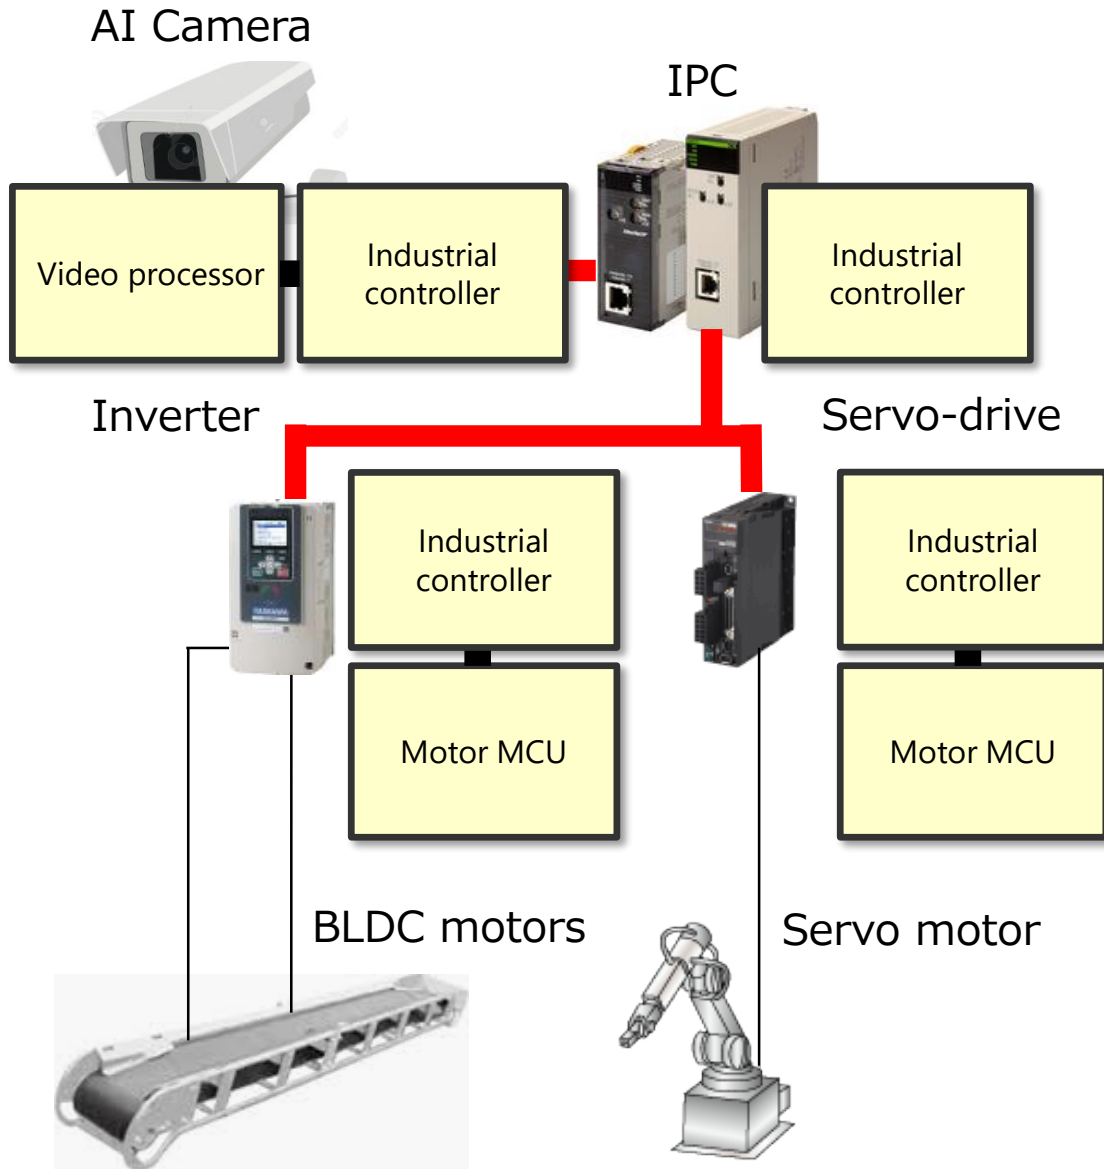 AI Camera
IPC
Video processor
Industrial
controller
Industrial
controller
Inverter
Servo-drive
Industrial
controller
Industrial
controller
Motor MCU
Motor MCU
BLDC motors
Servo motor